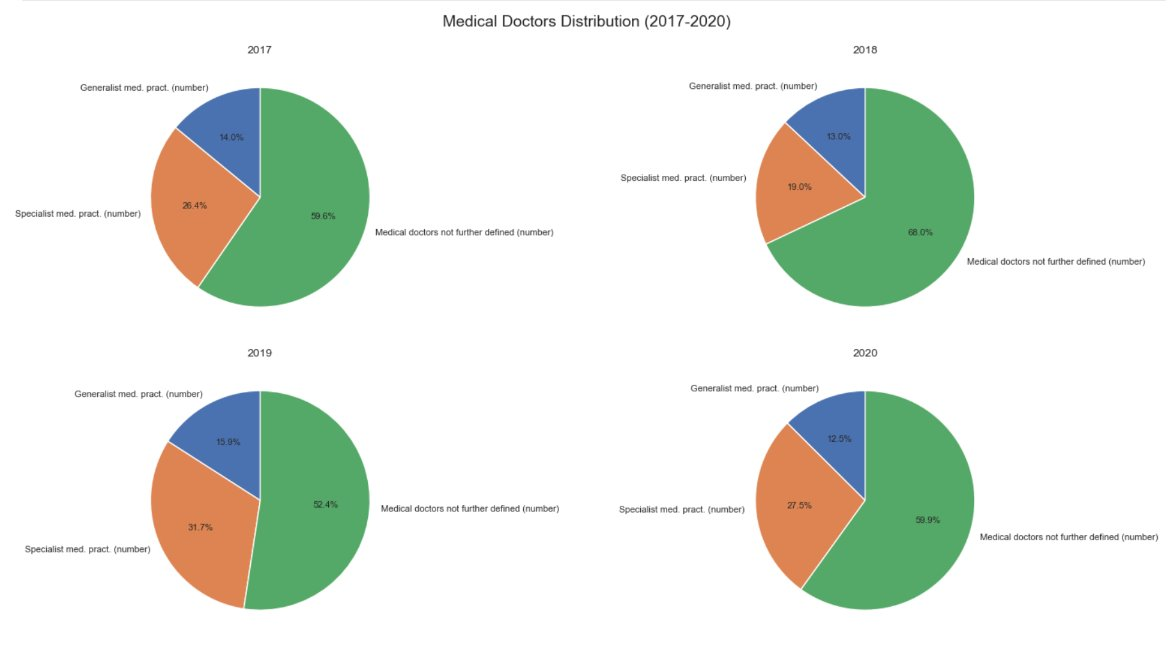 Medical Doctors Distribution (2017-2020)
2017
Generalist med. pract. (number)
14.0%
Specialist med. pract. (number)
26.4%
59.6%
Medical doctors not further defined (number)
2018
Generalist med. pract. (number)
13.0%
Specialist med. pract. (number)
19.0%
68.0%
Medical doctors not further defined (number)
2019
Generalist med. pract. (number)
15.9%
52.4%
Medical doctors not further defined (number)
31.7%
Specialist med. pract. (number)
2020
Generalist med. pract. (number)
12.5%
Specialist med. pract. (number)
27.5%
59.9%
Medical doctors not further defined (number)